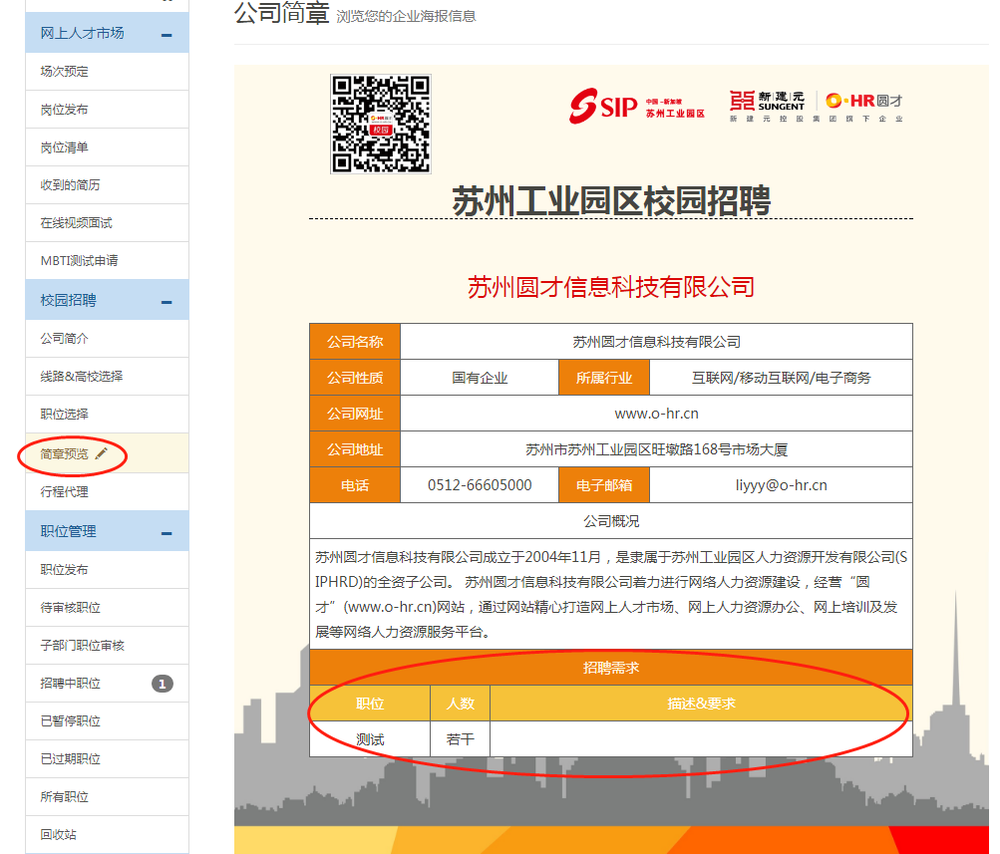 公司简章 浏览您的企业海报信息
网上人才市场
场次预定
岗位发布
岗位清单
收到的简历
在线视频面试
MBTI测试申请
校园招聘
公司简介
线路&高校选择
职位选择
简章预览
行程代理
职位管理
职位发布
待审核职位
子部门职位审核
招聘中职位 1
已暂停职位
已过期职位
所有职位
回收站
校园
SIP 中国-新加坡 苏州工业园区
新建元 SUNGENT HR圆才
新建元控股集团旗下企业
苏州工业园区校园招聘
苏州圆才信息科技有限公司
公司名称 苏州圆才信息科技有限公司
公司性质 国有企业 所属行业 互联网/移动互联网/电子商务
公司网址 www.o-hr.cn
公司地址 苏州市苏州工业园区旺墩路168号市场大厦
电话 0512-66605000 电子邮箱 liyyy@o-hr.cn
公司概况
苏州圆才信息科技有限公司成立于2004年11月，是隶属于苏州工业园区人力资源开发有限公司(S
IPHRD)的全资子公司。 苏州圆才信息科技有限公司着力进行网络人力资源建设，经营“圆
才”(www.o-hr.cn)网站，通过网站精心打造网上人才市场、网上人力资源办公、网上培训及发
展等网络人力资源服务平台。
招聘需求
职位 人数 描述&要求
测试 若干